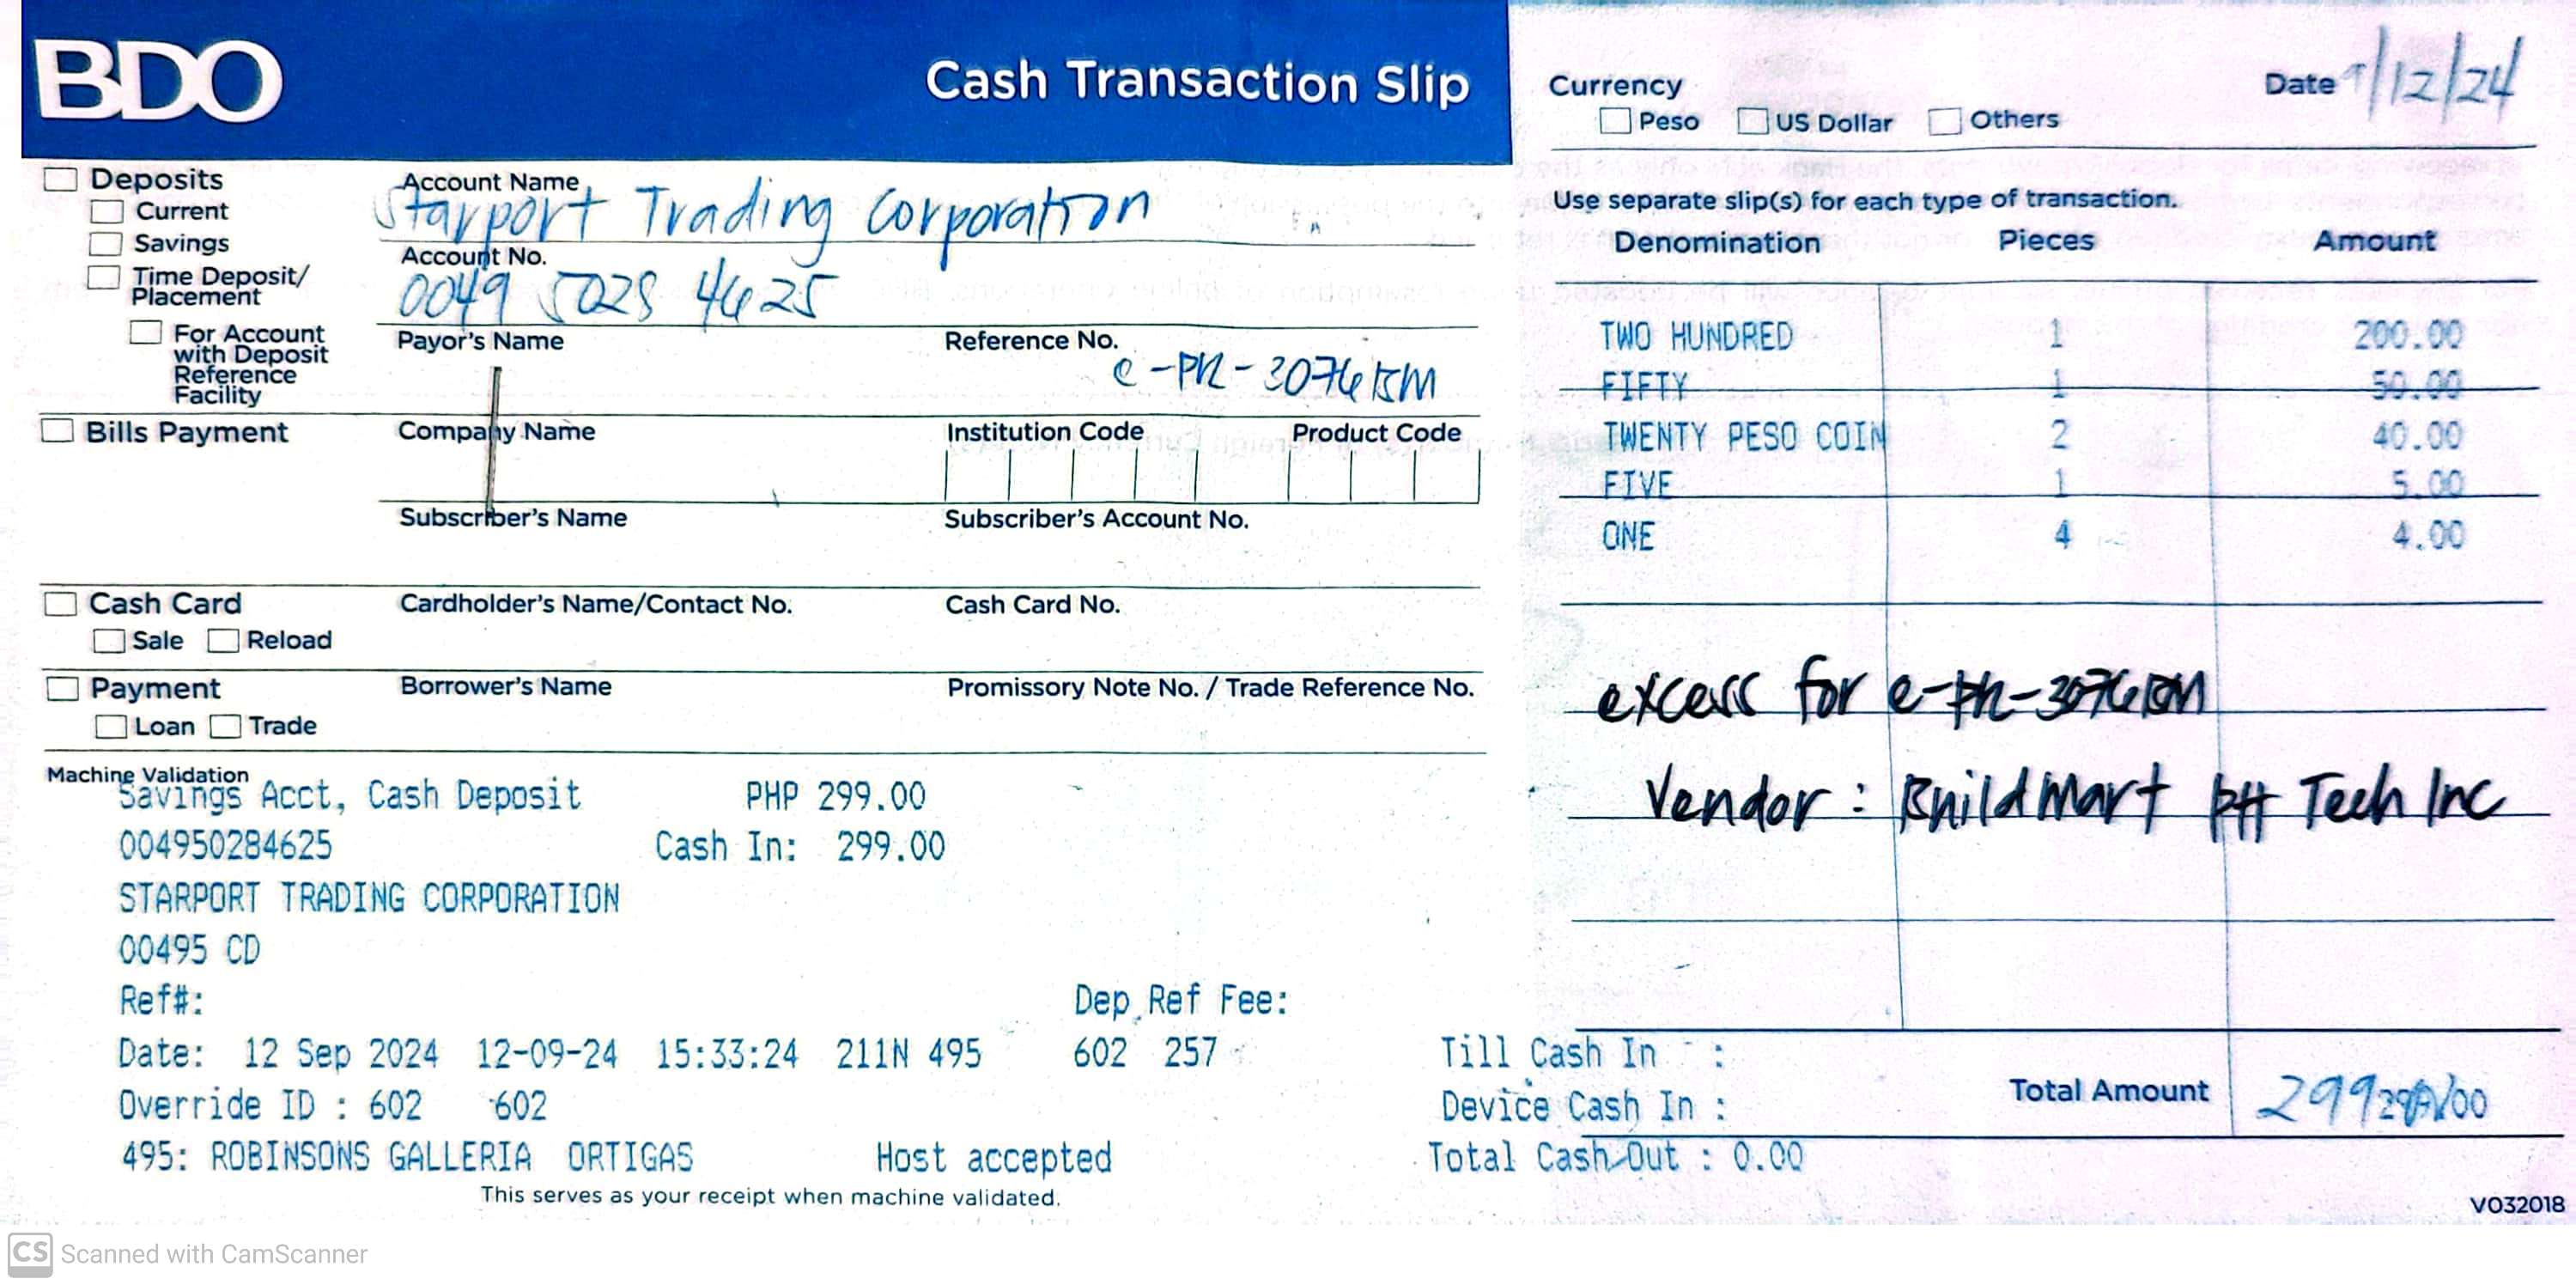 BDO
Cash Transaction Slip
Currency
Peso
US Dollar
Others
Date 9/12/24
Deposits
Current
Savings
Time Deposit/
Placement
For Account
with Deposit
Reference
Facility
Account Name
Starport Trading Corporation
Account No.
0049 5028 4625
Payor's Name
Reference No.
Bills Payment
Company Name
Institution Code
Product Code
Subscriber's Name
Subscriber's Account No.
Cash Card
Sale
Reload
Cardholder's Name/Contact No.
Cash Card No.
Payment
Loan
Trade
Borrower's Name
Promissory Note No. / Trade Reference No.
Machine Validation
Savings Acct, Cash Deposit PHP 299.00
004950284625 Cash In: 299.00
STARPORT TRADING CORPORATION
00495 CD
Ref#: Dep Ref Fee:
Date: 12 Sep 2024 12-09-24 15:33:24 211N 495 602 257
Override ID : 602 602
495: ROBINSONS GALLERIA ORTIGAS Host accepted
This serves as your receipt when machine validated.
Use separate slip(s) for each type of transaction.
Denomination Pieces Amount
TWO HUNDRED 1 200.00
FIFTY 1 50.00
TWENTY PESO COIN 2 40.00
FIVE 1 5.00
ONE 4 4.00
excess for
Vendor : BuildMart PH Tech Inc
Till Cash In :
Device Cash In :
Total Cash Out : 0.00
Total Amount 299
V032018
CS Scanned with CamScanner